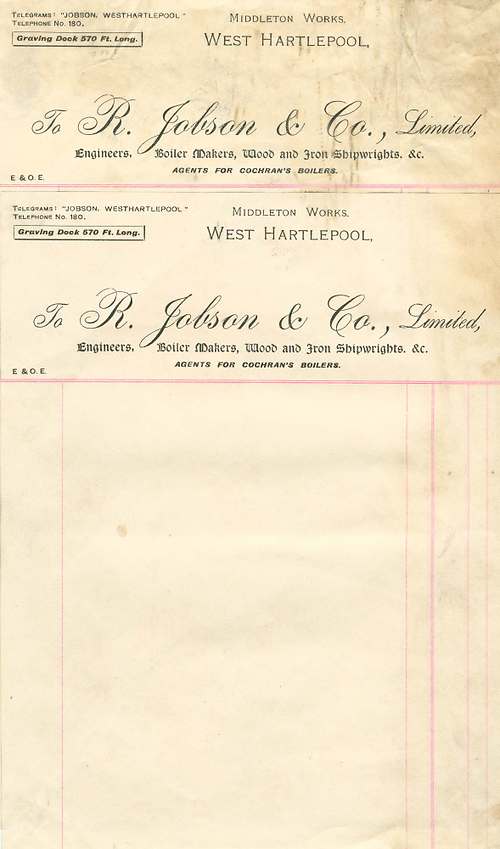 Telegrams: "Jobson, Westhartlepool"
Telephone No. 180.
Graving Dock 570 Ft. Long.
Middleton Works,
West Hartlepool,
To R. Jobson & Co., Limited,
Engineers, Boiler Makers, Wood and Iron Shipwrights, &c.
AGENTS FOR COCHRAN'S BOILERS.
E & O.E.
Telegrams: "Jobson, Westhartlepool"
Telephone No. 180.
Graving Dock 570 Ft. Long.
Middleton Works,
West Hartlepool,
To R. Jobson & Co., Limited,
Engineers, Boiler Makers, Wood and Iron Shipwrights, &c.
AGENTS FOR COCHRAN'S BOILERS.
E & O.E.